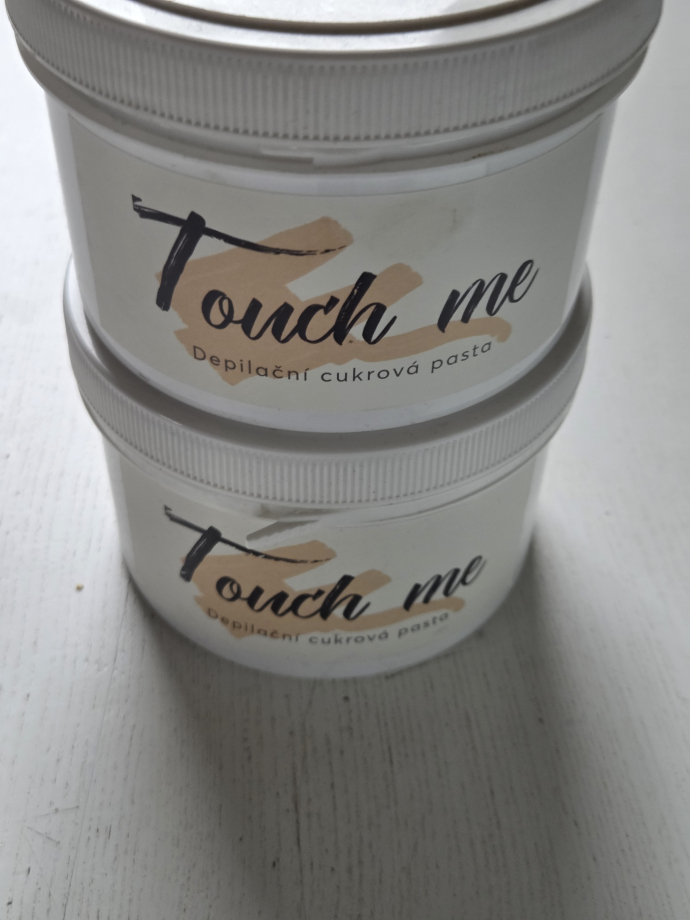 Touch me
Depilační cukrová pasta
Touch me
Depilační cukrová pasta